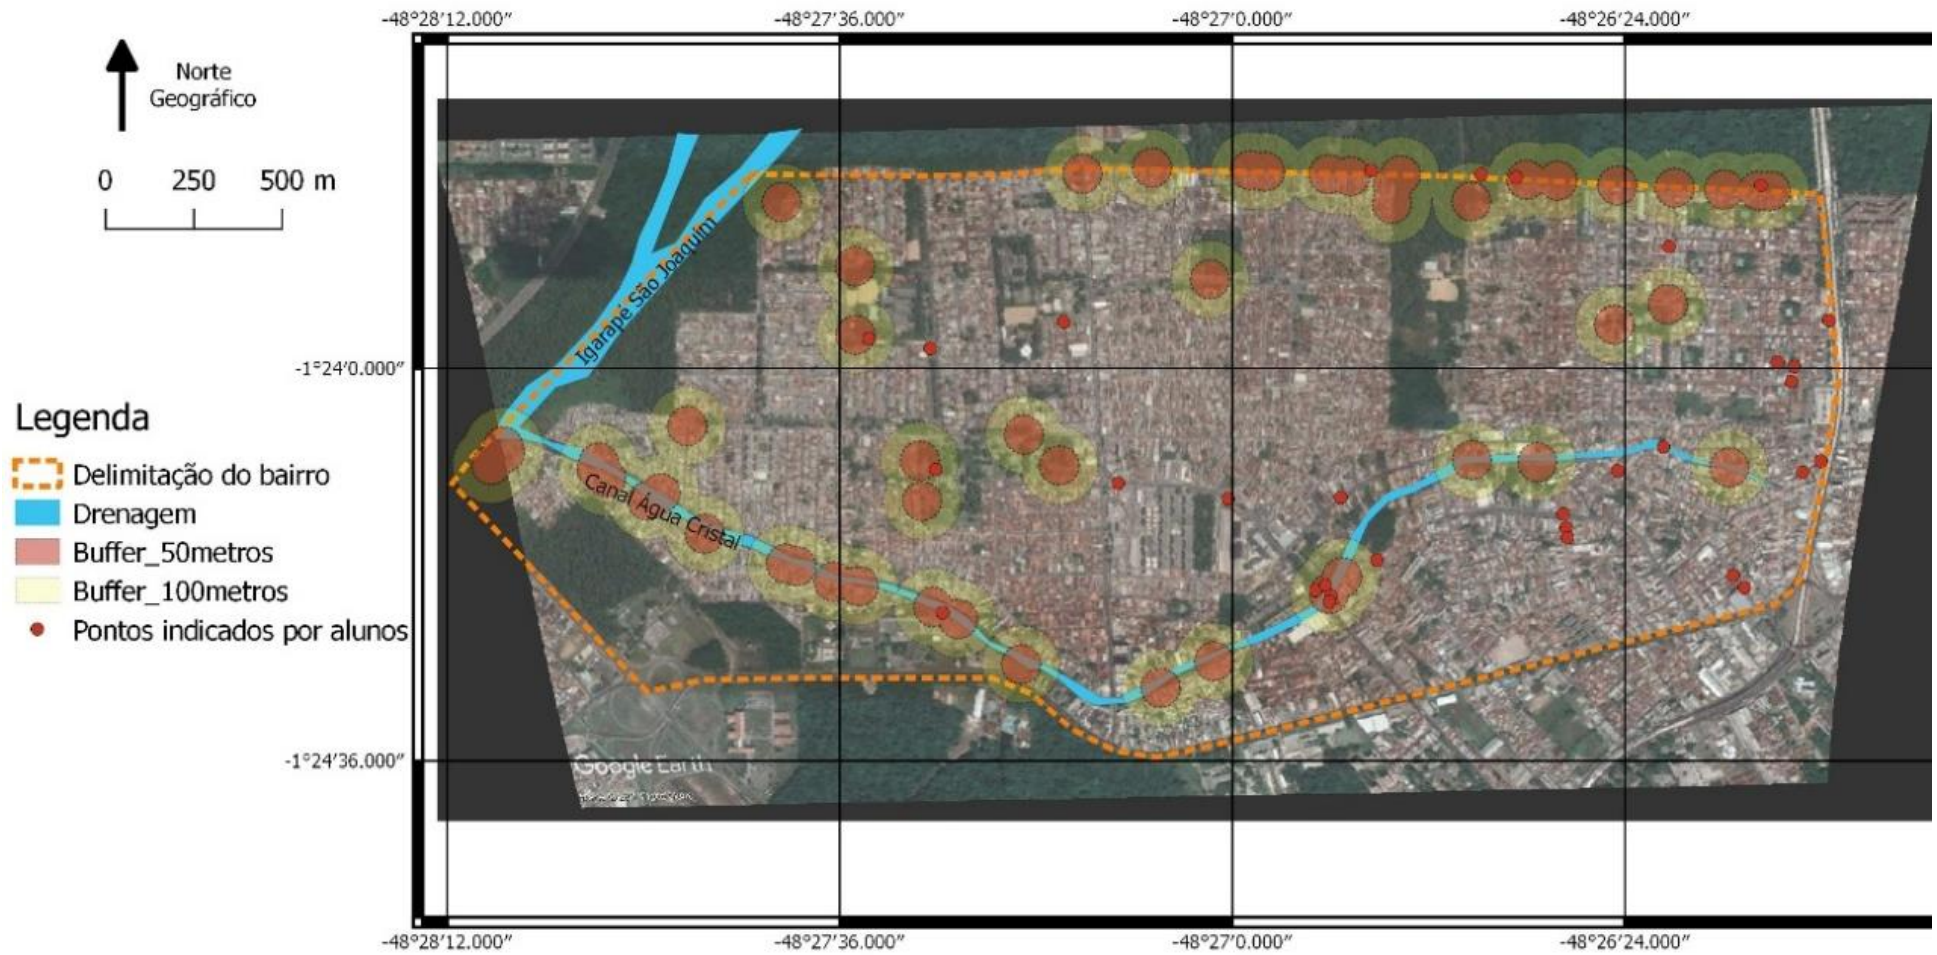 -48°28′12.000″
-48°27′36.000″
-48°27′0.000″
-48°26′24.000″
Norte
Geográfico
0 250 500 m
Igarapé São Joaquim
-1°24′0.000″
Legenda
Delimitação do bairro
Drenagem
Buffer_50metros
Buffer_100metros
Pontos indicados por alunos
Canal Água Cristal
-1°24′36.000″
Google Earth
-48°28′12.000″
-48°27′36.000″
-48°27′0.000″
-48°26′24.000″